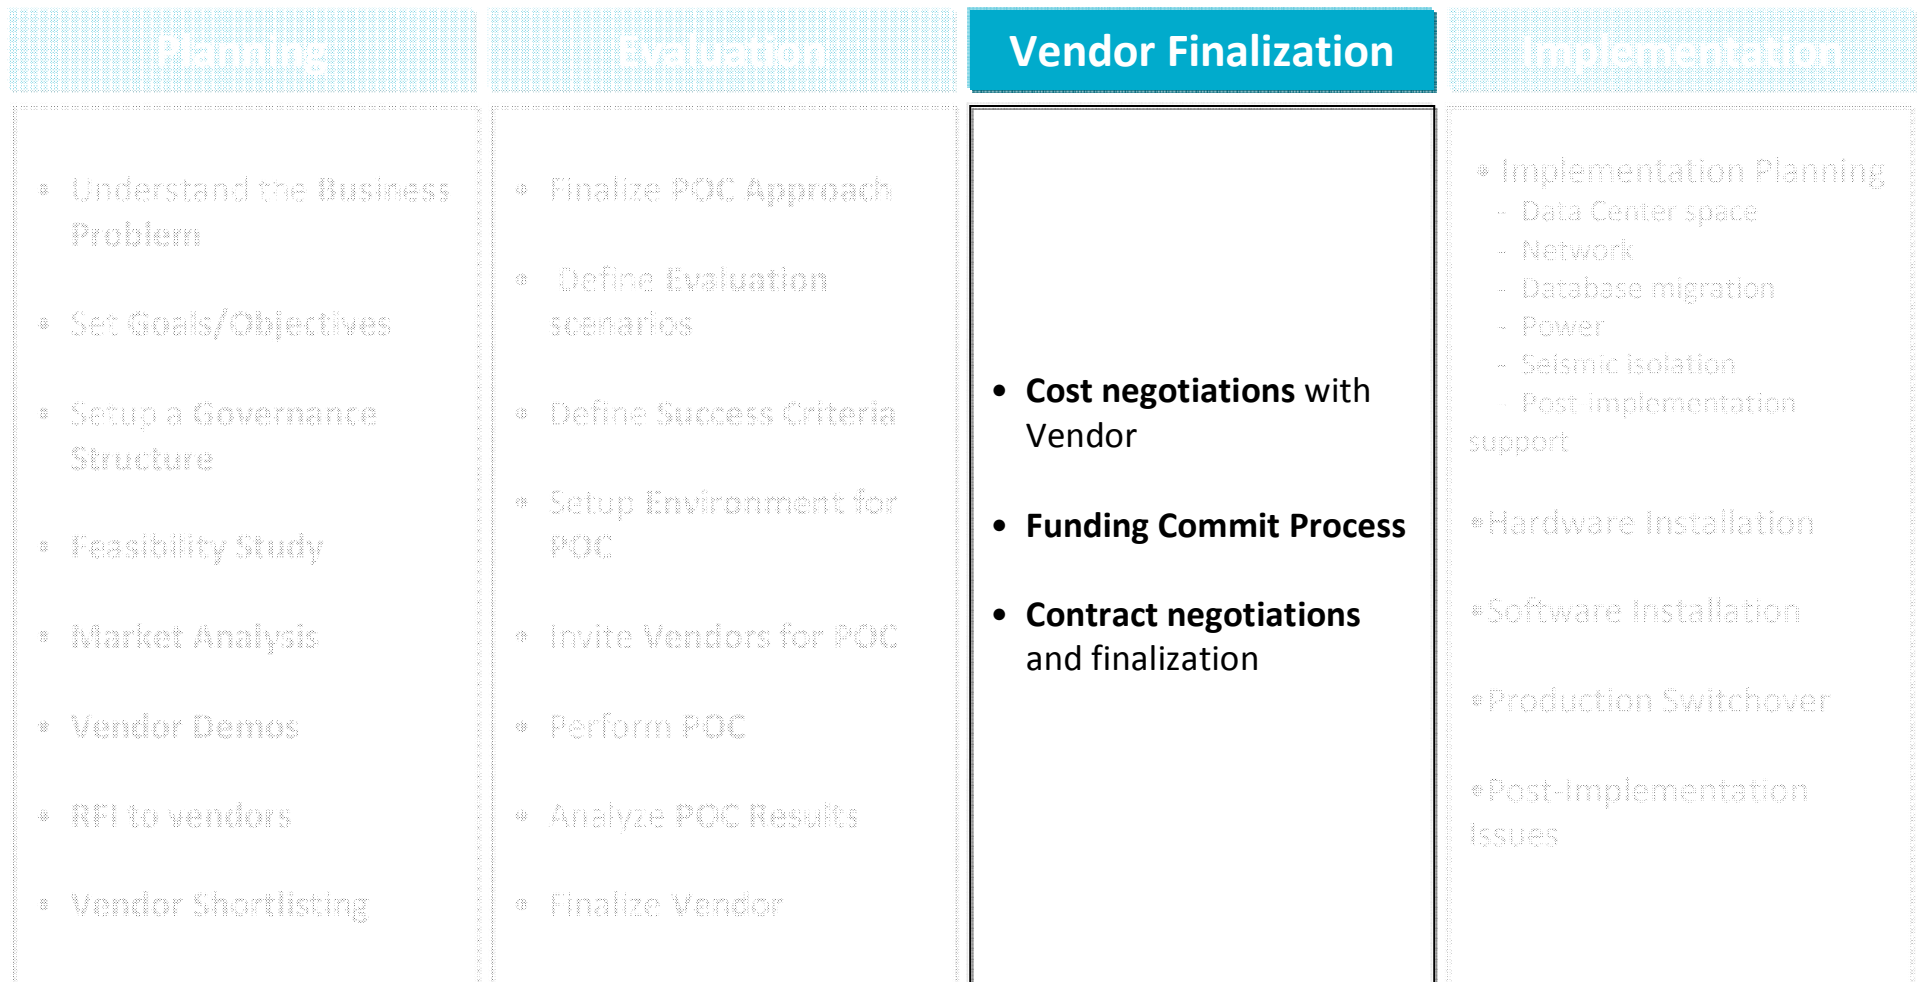 Planning
• Understand the Business
Problem
• Set Goals/Objectives
• Setup a Governance
Structure
• Feasibility Study
• Market Analysis
• Vendor Demos
• RFI to vendors
• Vendor Shortlisting
Evaluation
• Finalize POC Approach
• Define Evaluation
scenarios
• Define Success Criteria
• Setup Environment for
POC
• Invite Vendors for POC
• Perform POC
• Analyze POC Results
• Finalize Vendor
Vendor Finalization
• Cost negotiations with
Vendor
• Funding Commit Process
• Contract negotiations
and finalization
Implementation
• Implementation Planning
- Data Center space
- Network
- Database migration
- Power
- Seismic isolation
- Post-implementation
support
•Hardware Installation
•Software Installation
•Production Switchover
•Post-Implementation
Issues